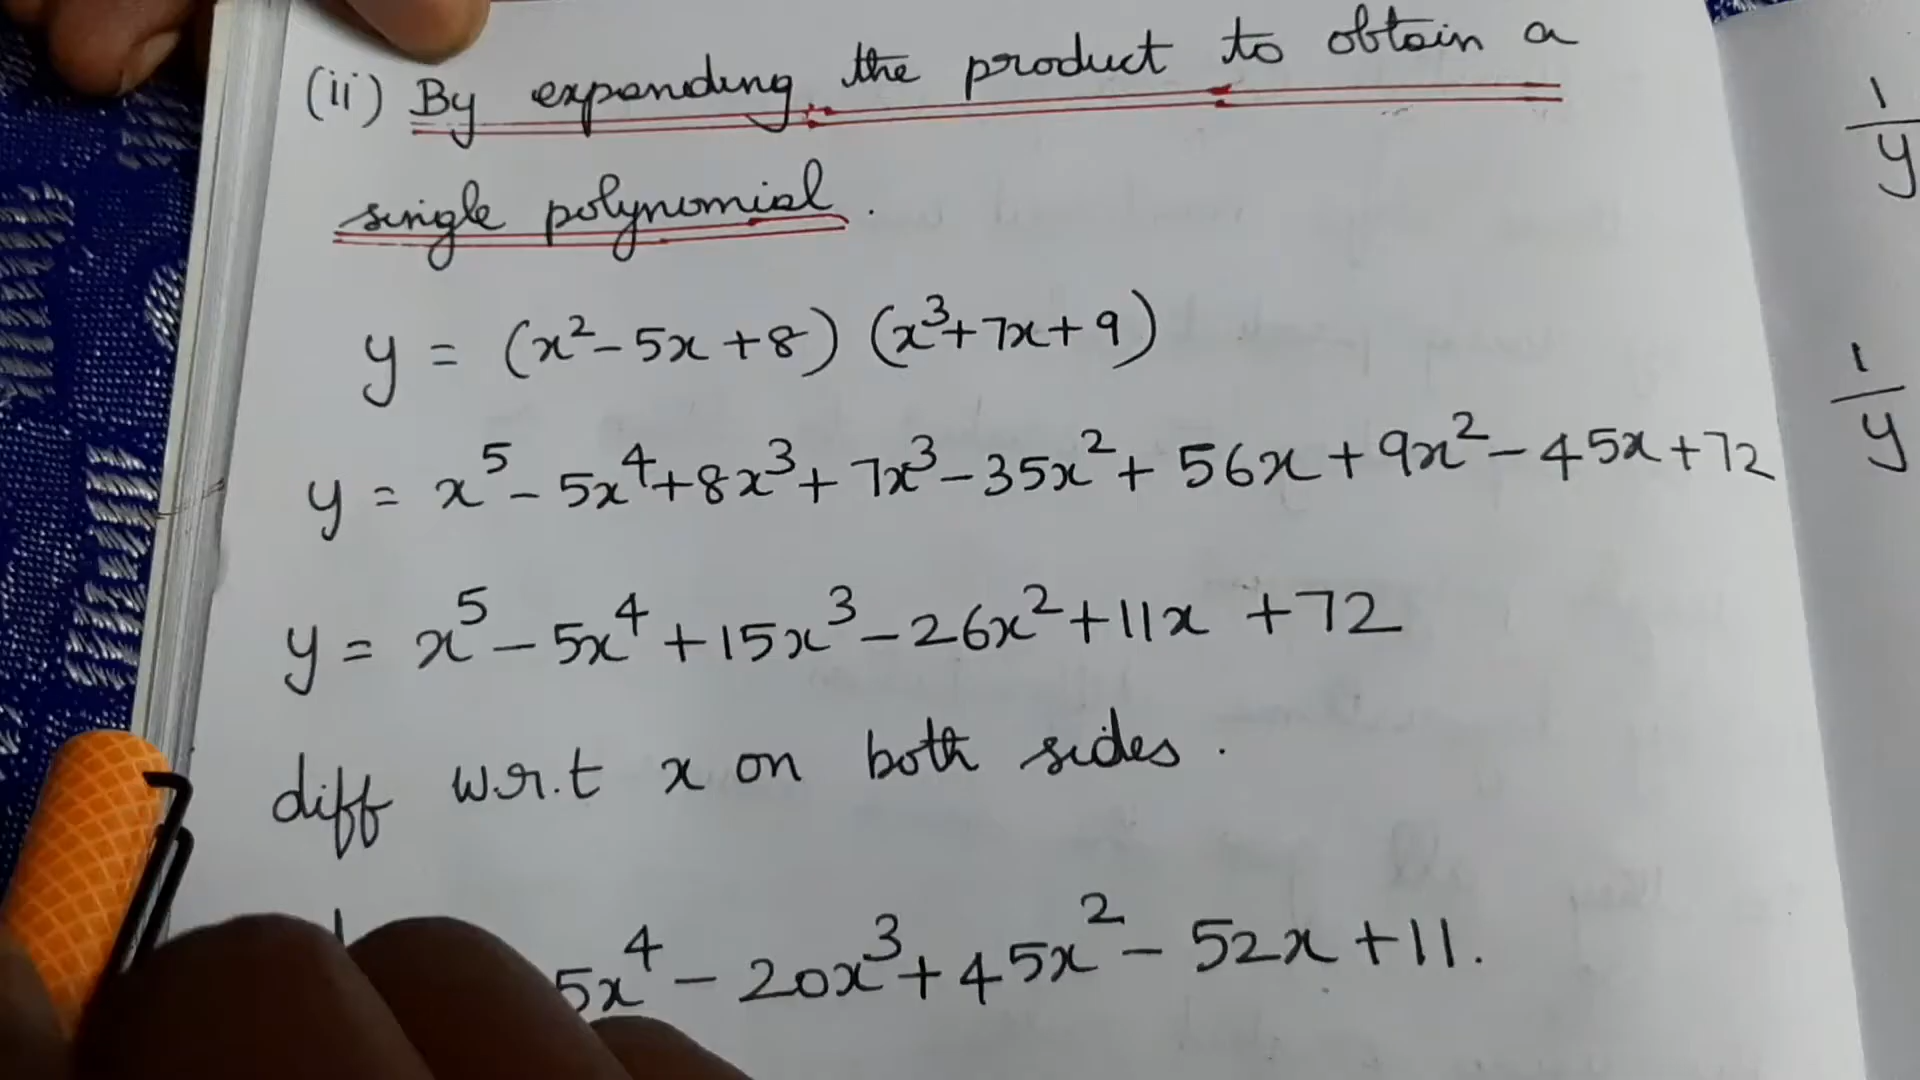 (ii) By expanding the product to obtain a
single polynomial.
y = (x²-5x+8) (x³+7x+9)
y = x⁵-5x⁴+8x³+7x³-35x²+56x+9x²-45x+72
y = x⁵-5x⁴+15x³-26x²+11x+72
diff w.r.t x on both sides.
5x⁴-20x³+45x²-52x+11.
1/y
1/y